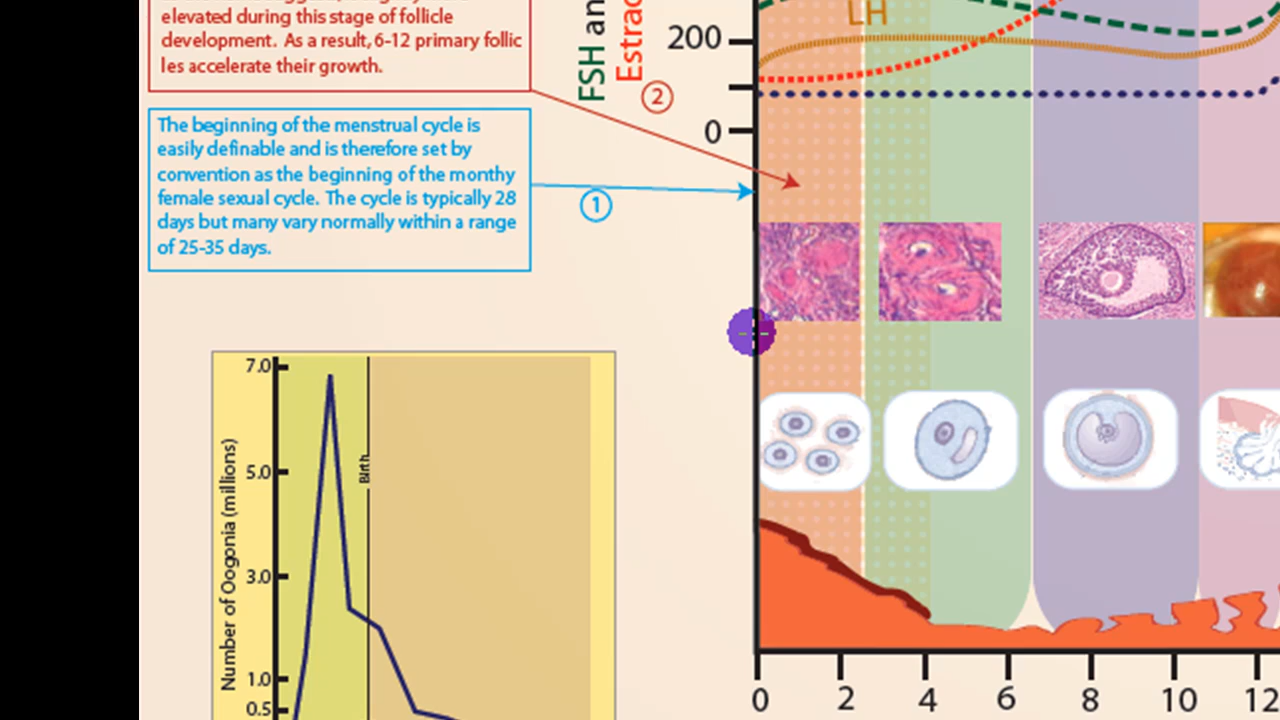 elevated during this stage of follicle
development. As a result, 6-12 primary follic
les accelerate their growth.
The beginning of the menstrual cycle is
easily definable and is therefore set by
convention as the beginning of the monthy
female sexual cycle. The cycle is typically 28
days but many vary normally within a range
of 25-35 days.
1
2
FSH an
Estrac
200
0
LH
Number of Oogonia (millions)
7.0
5.0
3.0
1.0
0.5
Birth
0 2 4 6 8 10 12